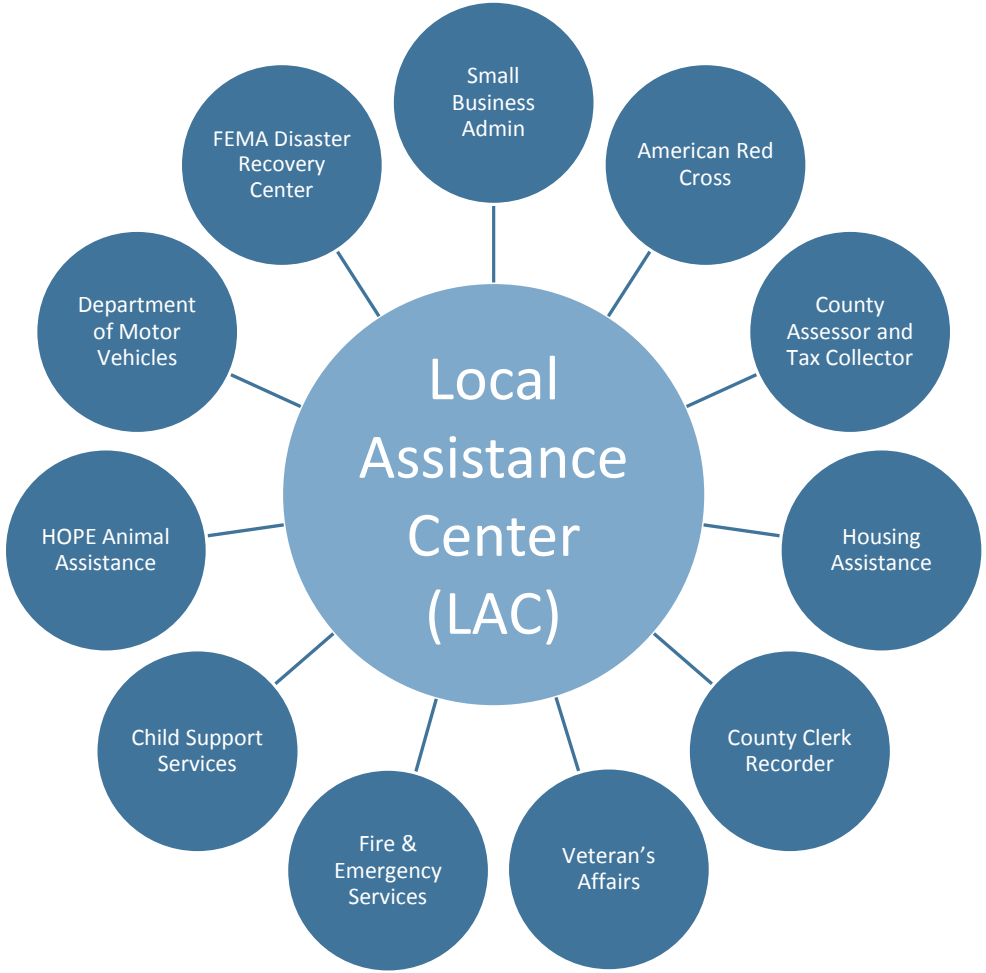 Small
Business
Admin
American Red
Cross
County
Assessor and
Tax Collector
Housing
Assistance
County Clerk
Recorder
Veteran’s
Affairs
Fire &
Emergency
Services
Child Support
Services
HOPE Animal
Assistance
Department
of Motor
Vehicles
FEMA Disaster
Recovery
Center
Local
Assistance
Center
(LAC)